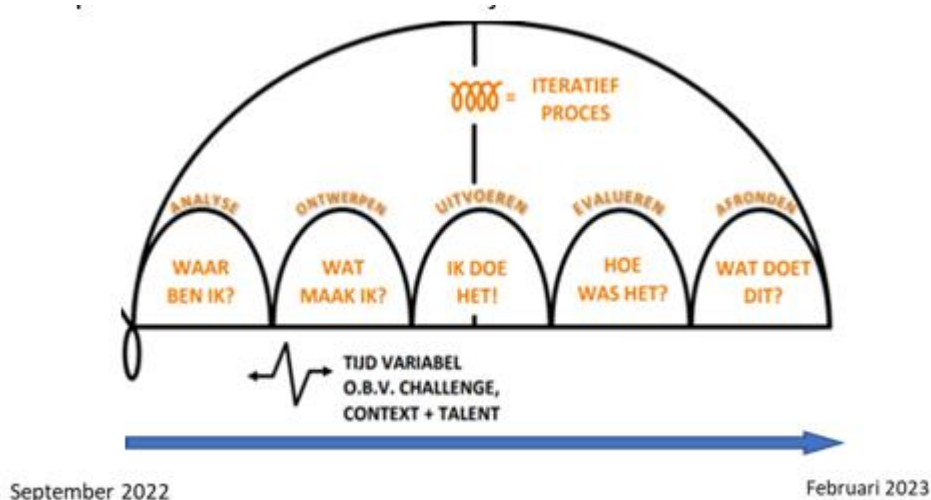 = ITERATIEF
PROCES
ANALYSE
ONTWERPEN
UITVOEREN
EVALUEREN
AFRONDEN
WAAR
BEN IK?
WAT
MAAK IK?
IK DOE
HET!
HOE
WAS HET?
WAT DOET
DIT?
TIJD VARIABEL
O.B.V. CHALLENGE,
CONTEXT + TALENT
September 2022
Februari 2023